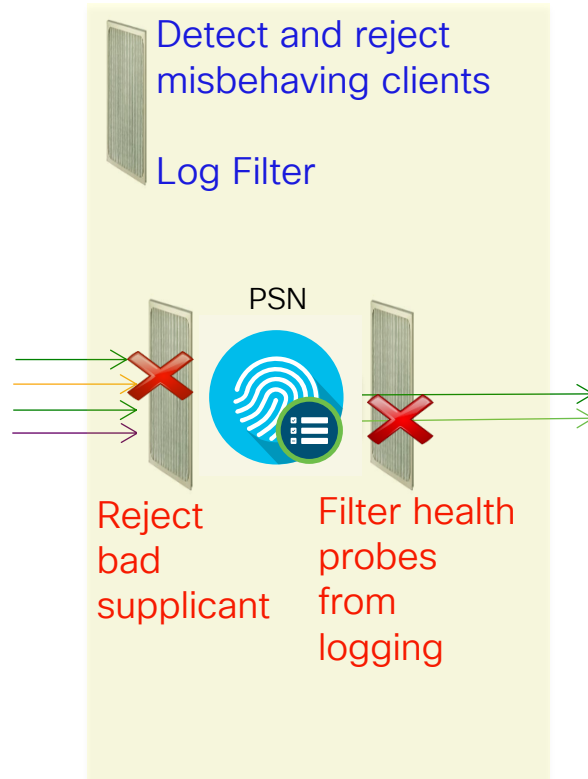 Detect and reject
misbehaving clients
Log Filter
PSN
Reject
bad
supplicant
Filter health
probes
from
logging